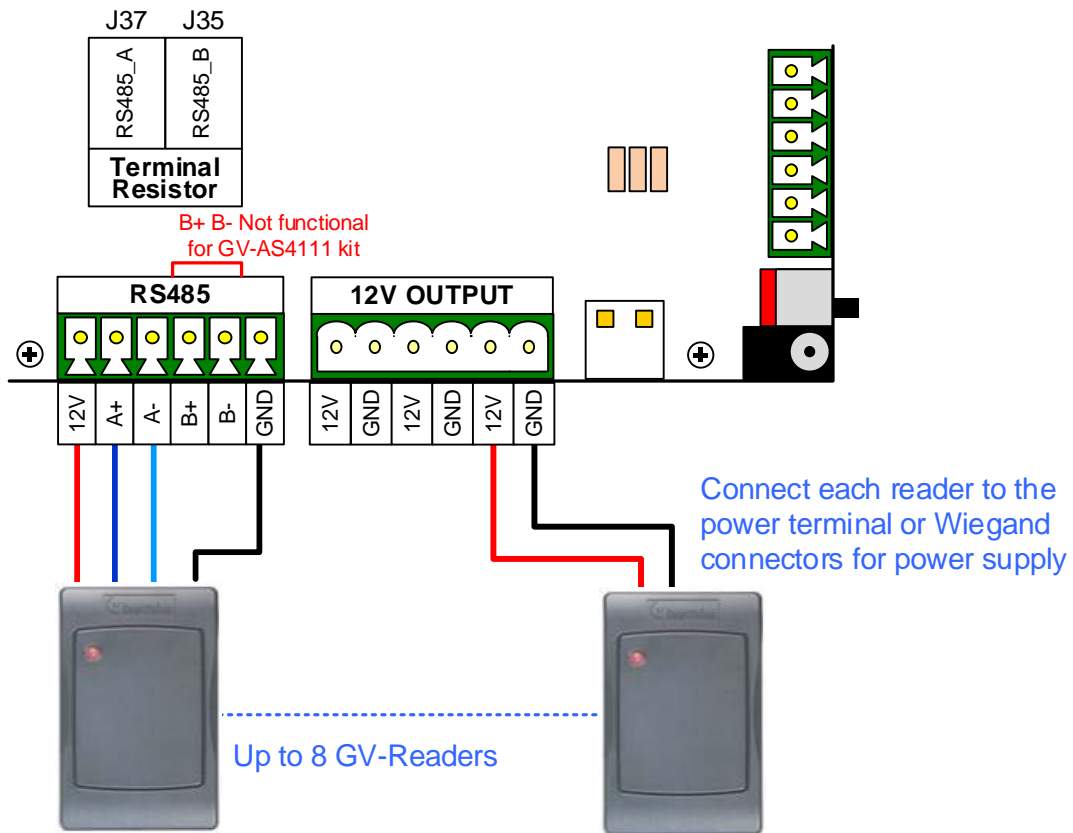 J37 J35
RS485_A
RS485_B
Terminal
Resistor
B+ B- Not functional
for GV-AS4111 kit
RS485
12V OUTPUT
12V A+ A- B+ B- GND
12V GND 12V GND 12V GND
Connect each reader to the
power terminal or Wiegand
connectors for power supply
Up to 8 GV-Readers